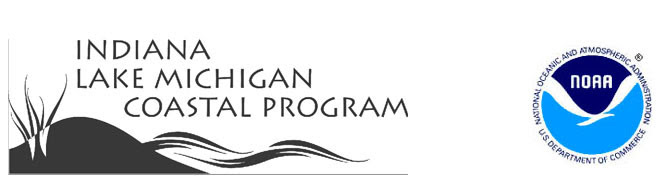 INDIANA
LAKE MICHIGAN
COASTAL PROGRAM
NATIONAL OCEANIC AND ATMOSPHERIC ADMINISTRATION
NOAA
U.S. DEPARTMENT OF COMMERCE
®